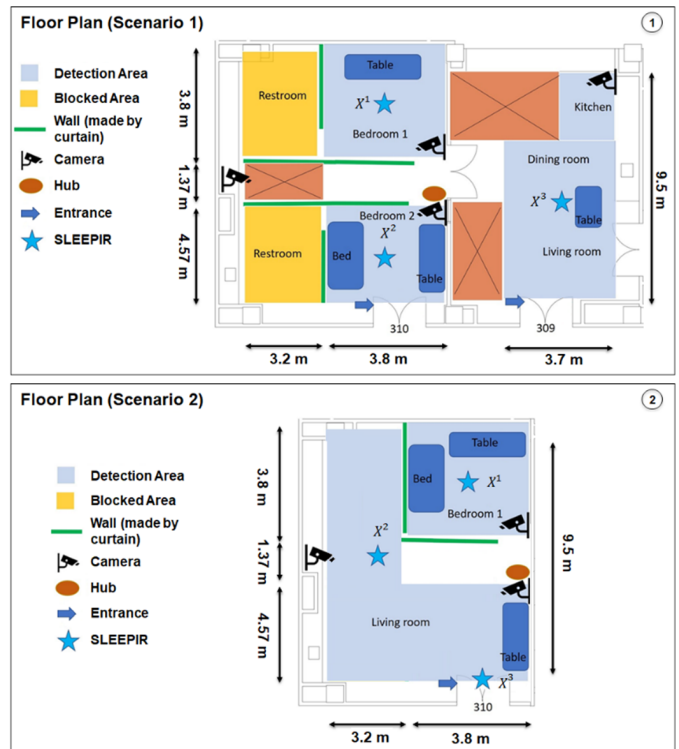 Floor Plan (Scenario 1)
1
Detection Area
Blocked Area
Wall (made by
curtain)
Camera
Hub
Entrance
SLEEPIR
3.8 m
1.37 m
4.57 m
Restroom
Table
X¹
Bedroom 1
Kitchen
Dining room
X³
Table
Living room
9.5 m
Bedroom 2
X²
Restroom
Bed
Table
310
309
3.2 m
3.8 m
3.7 m
Floor Plan (Scenario 2)
2
Detection Area
Blocked Area
Wall (made by
curtain)
Camera
Hub
Entrance
SLEEPIR
3.8 m
1.37 m
4.57 m
Table
Bed
X¹
Bedroom 1
X²
9.5 m
Living room
Table
X³
310
3.2 m
3.8 m